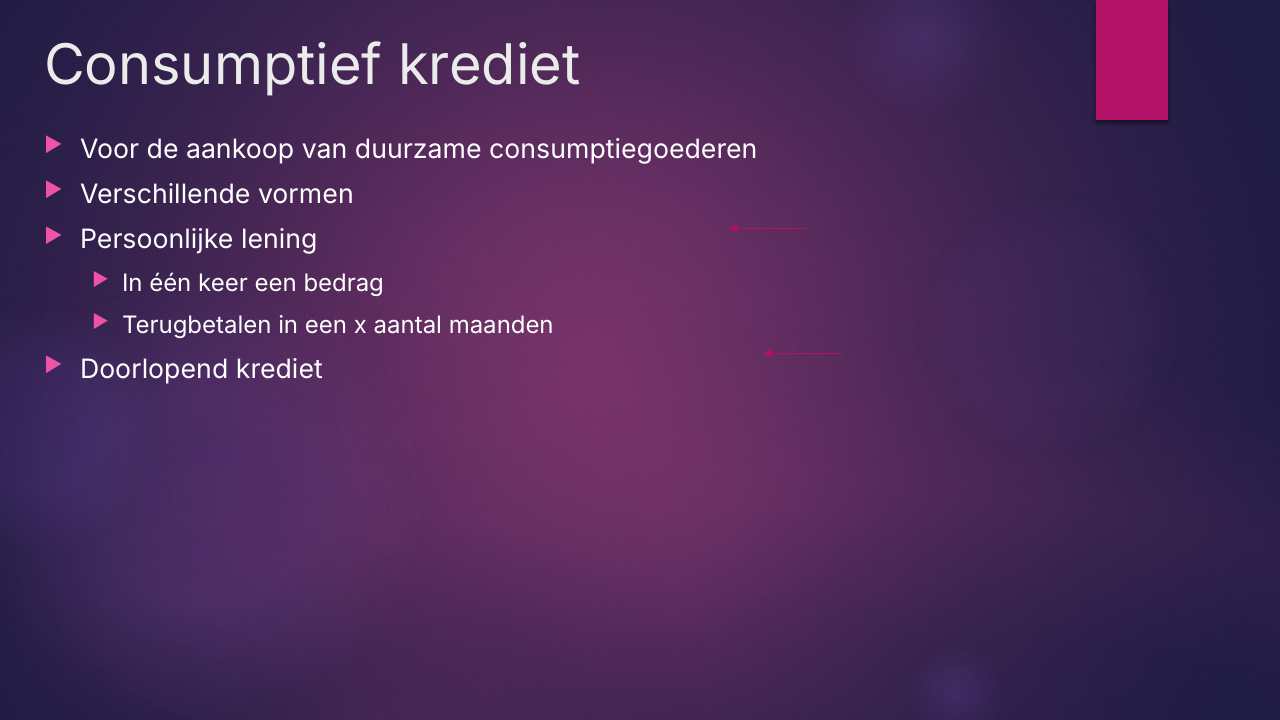 Consumptief krediet
Voor de aankoop van duurzame consumptiegoederen
Verschillende vormen
Persoonlijke lening
In één keer een bedrag
Terugbetalen in een x aantal maanden
Doorlopend krediet